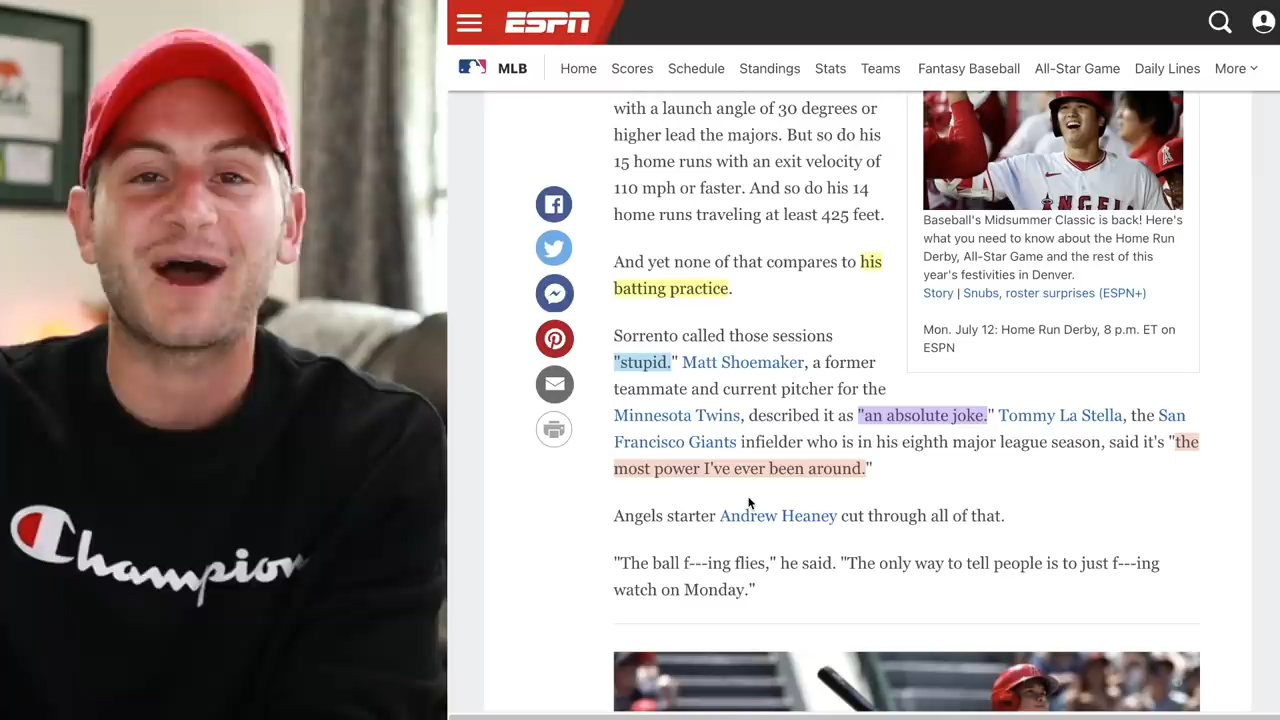 ESPN
MLB
Home
Scores
Schedule
Standings
Stats
Teams
Fantasy Baseball
All-Star Game
Daily Lines
More
with a launch angle of 30 degrees or
higher lead the majors. But so do his
15 home runs with an exit velocity of
110 mph or faster. And so do his 14
home runs traveling at least 425 feet.
And yet none of that compares to his
batting practice.
Sorrento called those sessions
"stupid." Matt Shoemaker, a former
teammate and current pitcher for the
Minnesota Twins, described it as "an absolute joke." Tommy La Stella, the San
Francisco Giants infielder who is in his eighth major league season, said it's "the
most power I've ever been around."
Angels starter Andrew Heaney cut through all of that.
"The ball f---ing flies," he said. "The only way to tell people is to just f---ing
watch on Monday."
ANGEL
Baseball's Midsummer Classic is back! Here's
what you need to know about the Home Run
Derby, All-Star Game and the rest of this
year's festivities in Denver.
Story | Snubs, roster surprises (ESPN+)
Mon. July 12: Home Run Derby, 8 p.m. ET on
ESPN
Champion